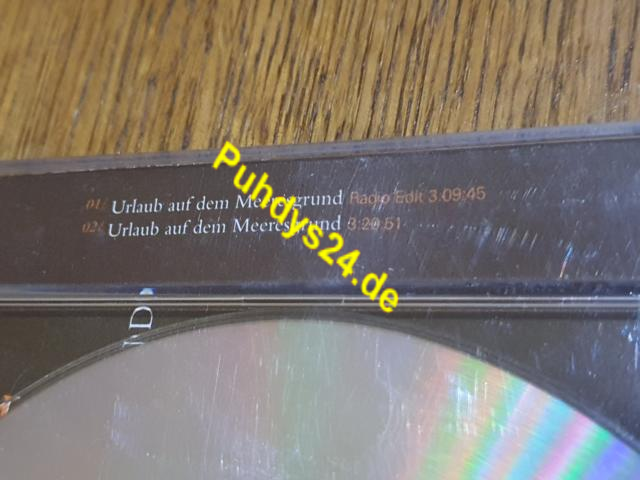 01: Urlaub auf dem Meeresgrund Radio Edit 3.09:45
02: Urlaub auf dem Meeresgrund 3:20:51
Puhdys24.de